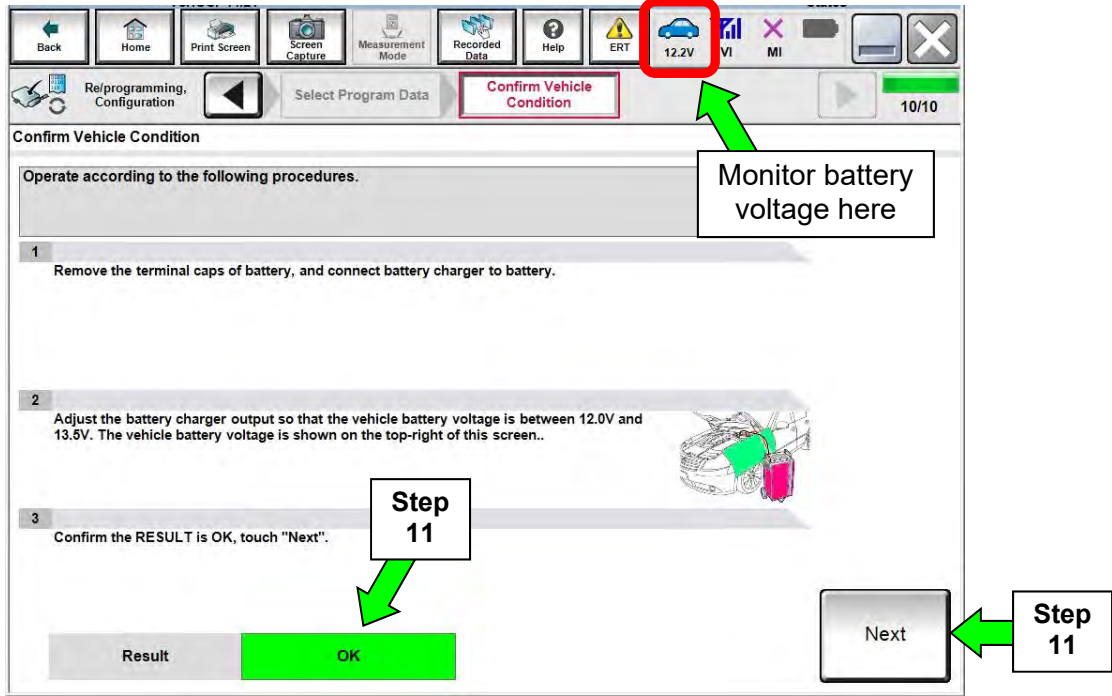 Back
Home
Print Screen
Screen
Capture
Measurement
Mode
Recorded
Data
Help
ERT
12.2V
VI
MI
Re/programming,
Configuration
Select Program Data
Confirm Vehicle
Condition
10/10
Confirm Vehicle Condition
Operate according to the following procedures.
Monitor battery
voltage here
1
Remove the terminal caps of battery, and connect battery charger to battery.
2
Adjust the battery charger output so that the vehicle battery voltage is between 12.0V and
13.5V. The vehicle battery voltage is shown on the top-right of this screen..
Step
11
3
Confirm the RESULT is OK, touch "Next".
Result
OK
Next
Step
11